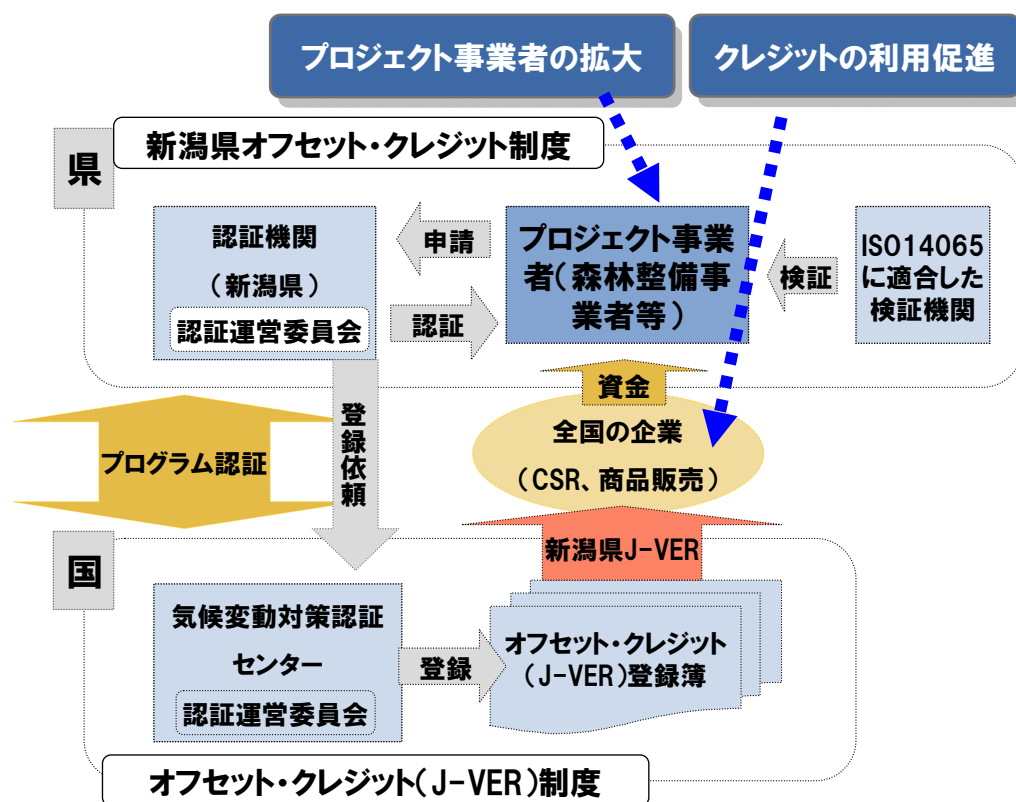 プロジェクト事業者の拡大
クレジットの利用促進
新潟県オフセット・クレジット制度
県
認証機関
（新潟県）
認証運営委員会
申請
認証
プロジェクト事業
者（森林整備事
業者等）
検証
ISO14065
に適合した
検証機関
資金
全国の企業
（CSR、商品販売）
登録依頼
プログラム認証
新潟県J-VER
国
気候変動対策認証
センター
認証運営委員会
登録
オフセット・クレジット
（J-VER）登録簿
オフセット・クレジット（J-VER）制度